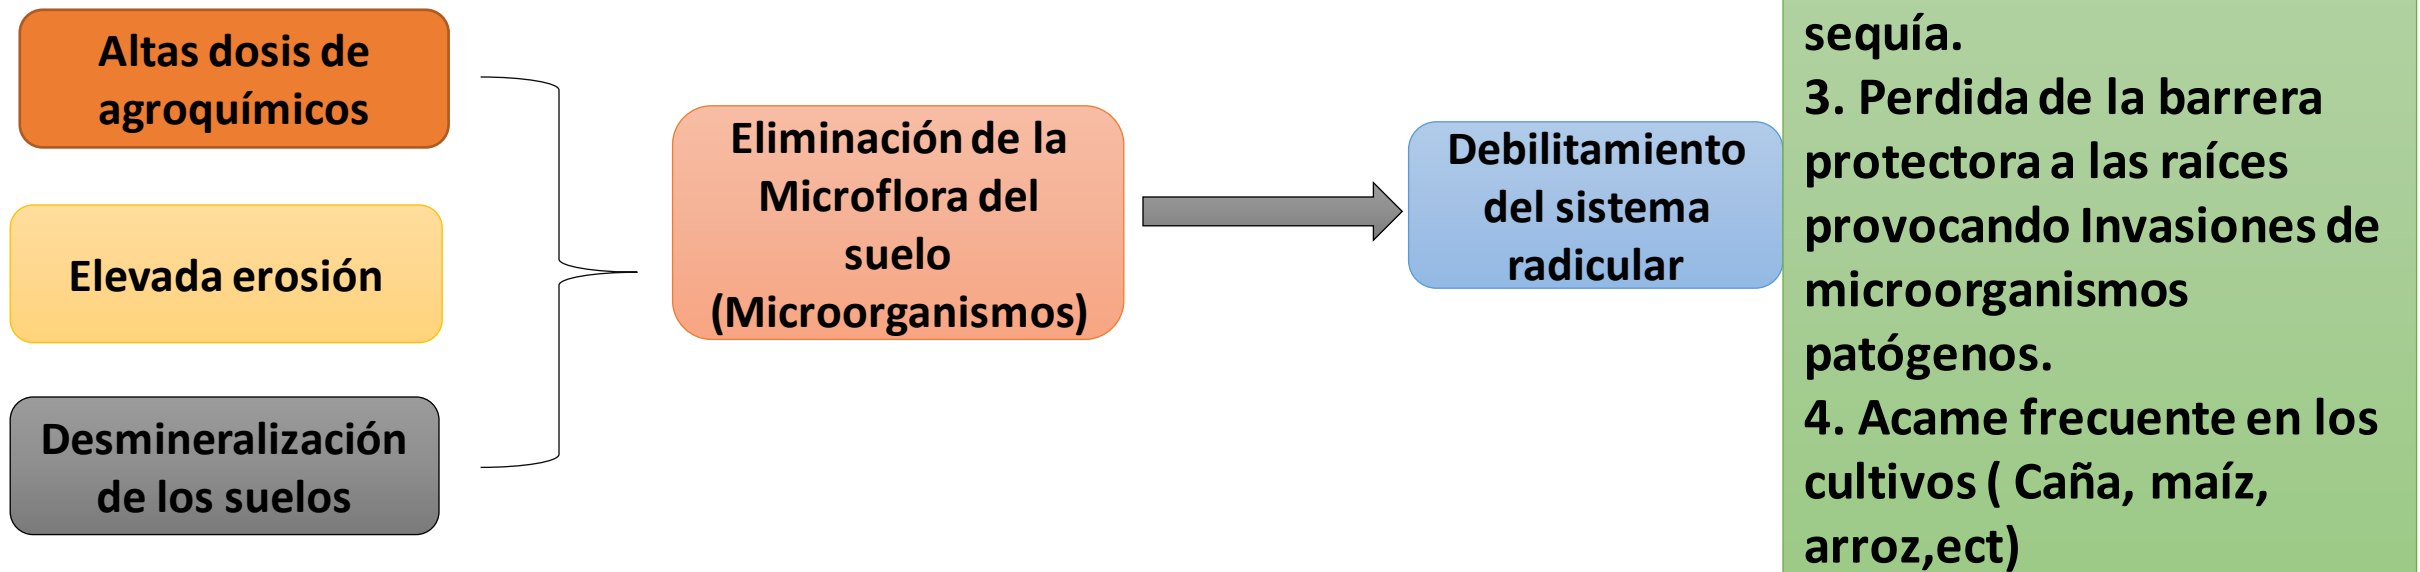 Altas dosis de
agroquímicos
Elevada erosión
Desmineralización
de los suelos
Eliminación de la
Microflora del
suelo
(Microorganismos)
Debilitamiento
del sistema
radicular
sequía.
3. Perdida de la barrera
protectora a las raíces
provocando Invasiones de
microorganismos
patógenos.
4. Acame frecuente en los
cultivos ( Caña, maíz,
arroz,ect)